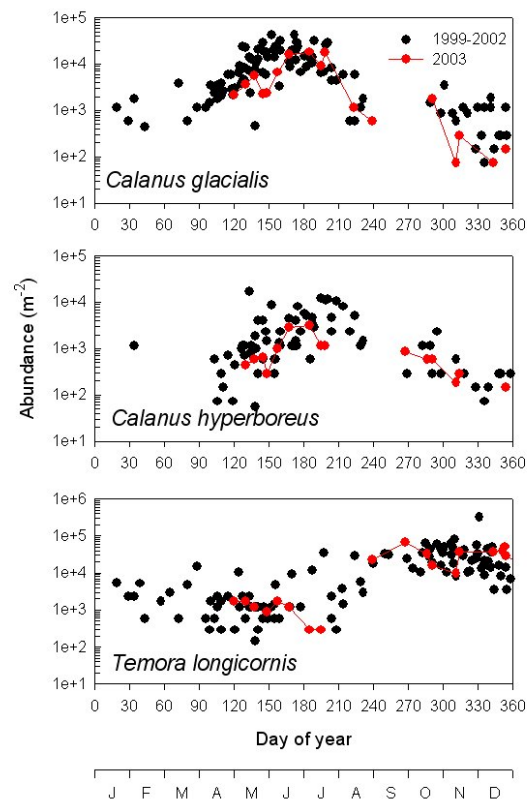 1e+5
1e+4
1e+3
1e+2
1e+1
1999-2002
2003
Calanus glacialis
0 30 60 90 120 150 180 210 240 270 300 330 360
Abundance (m-2)
1e+5
1e+4
1e+3
1e+2
1e+1
Calanus hyperboreus
0 30 60 90 120 150 180 210 240 270 300 330 360
1e+6
1e+5
1e+4
1e+3
1e+2
1e+1
Temora longicornis
0 30 60 90 120 150 180 210 240 270 300 330 360
Day of year
J F M A M J J A S O N D